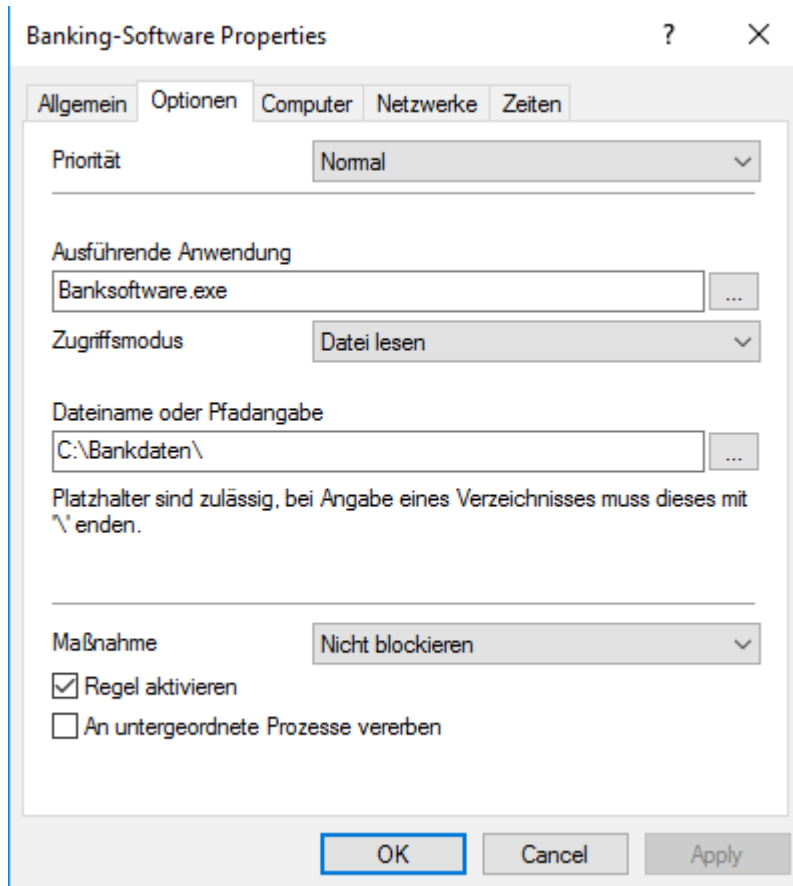 Banking-Software Properties ?
Allgemein Optionen Computer Netzwerke Zeiten
Priorität Normal
Ausführende Anwendung
Banksoftware.exe ...
Zugriffsmodus Datei lesen
Dateiname oder Pfadangabe
C:\Bankdaten\ ...
Platzhalter sind zulässig, bei Angabe eines Verzeichnisses muss dieses mit
'\' enden.
Maßnahme Nicht blockieren
Regel aktivieren
An untergeordnete Prozesse vererben
OK Cancel Apply